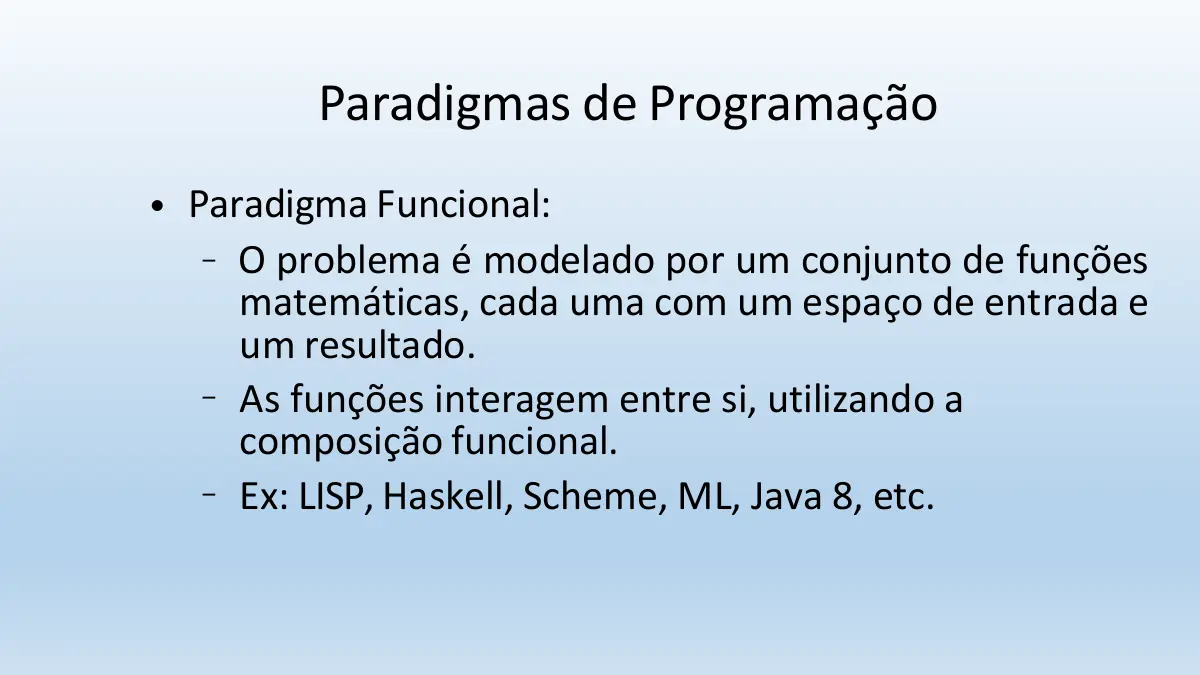 Paradigmas de Programação
• Paradigma Funcional:
– O problema é modelado por um conjunto de funções
matemáticas, cada uma com um espaço de entrada e
um resultado.
– As funções interagem entre si, utilizando a
composição funcional.
– Ex: LISP, Haskell, Scheme, ML, Java 8, etc.